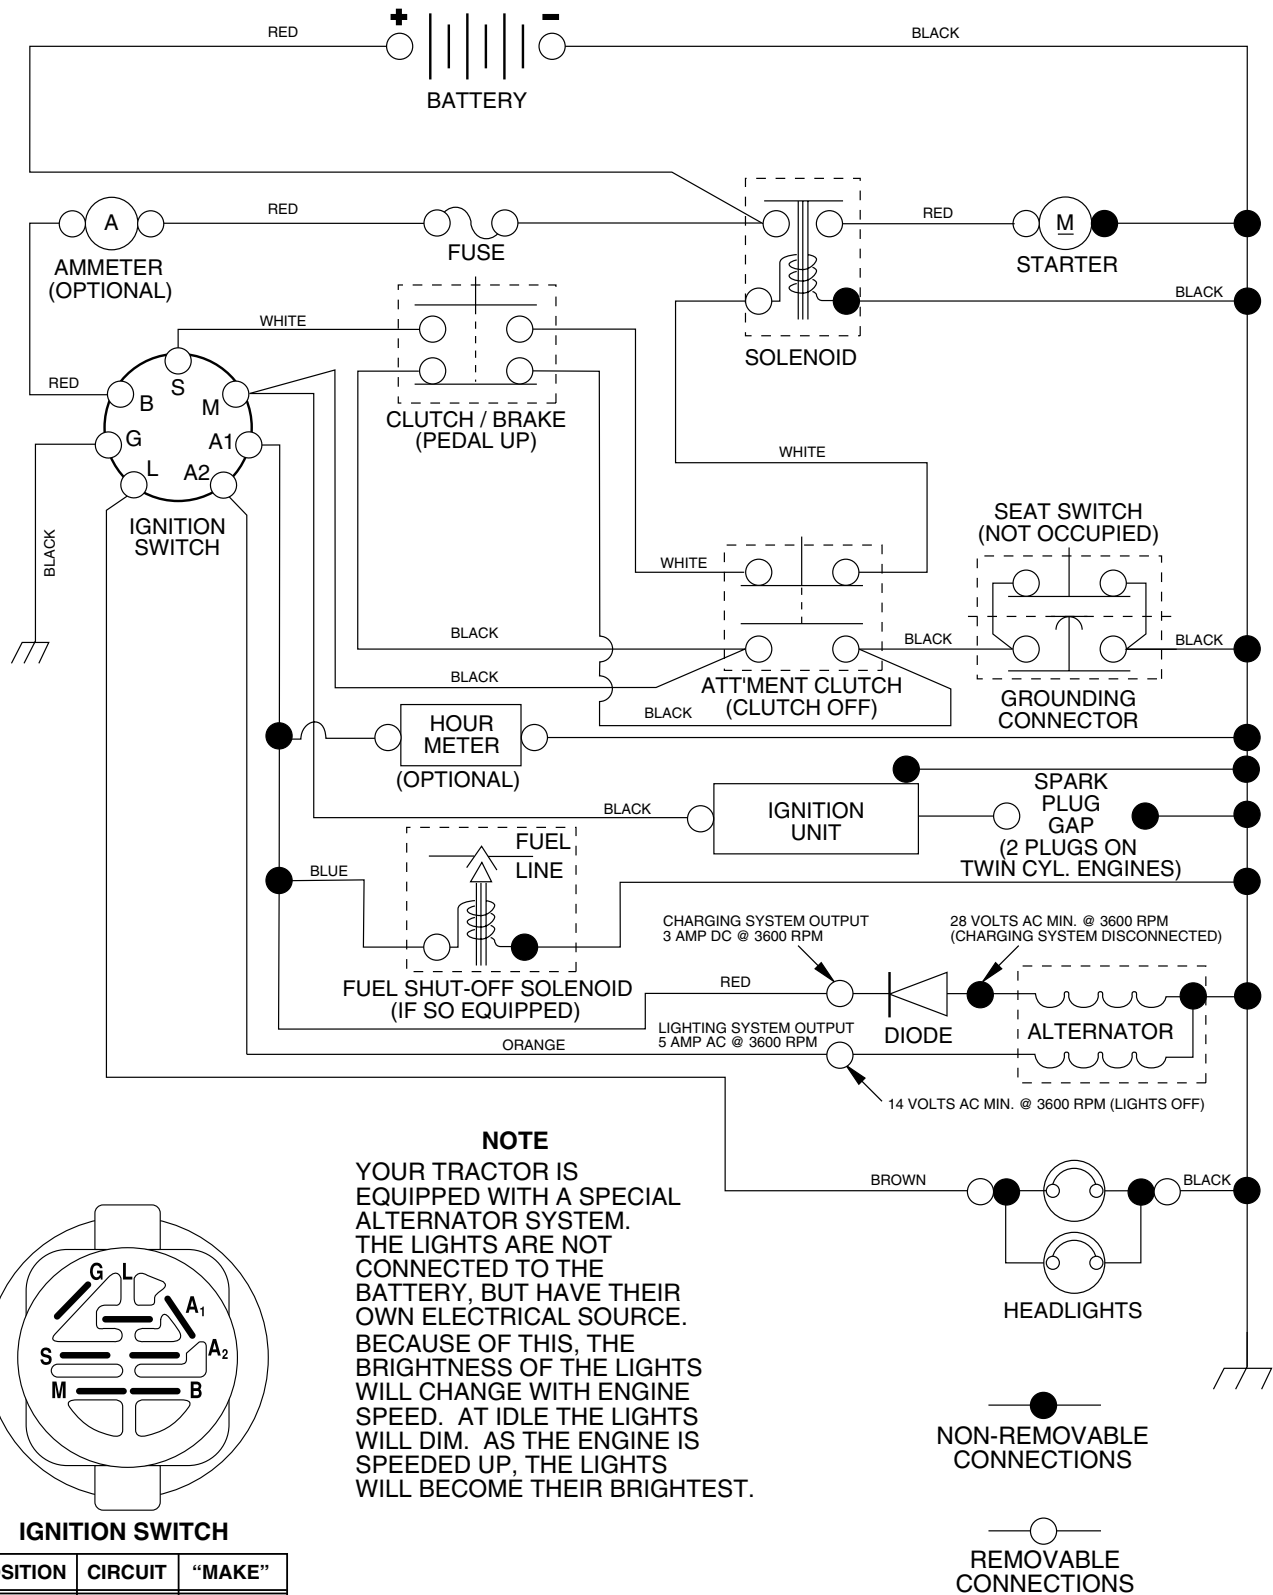 + -
RED
BLACK
BATTERY
RED
RED
A
M
FUSE
AMMETER
(OPTIONAL)
STARTER
BLACK
WHITE
SOLENOID
RED
S
B
M
CLUTCH / BRAKE
(PEDAL UP)
G
A1
L
A2
WHITE
IGNITION
SWITCH
SEAT SWITCH
(NOT OCCUPIED)
BLACK
WHITE
BLACK
BLACK
BLACK
BLACK
ATT'MENT CLUTCH
(CLUTCH OFF)
GROUNDING
CONNECTOR
BLACK
HOUR
METER
(OPTIONAL)
SPARK
PLUG
GAP
(2 PLUGS ON
TWIN CYL. ENGINES)
BLACK
IGNITION
UNIT
FUEL
LINE
BLUE
CHARGING SYSTEM OUTPUT
3 AMP DC @ 3600 RPM
28 VOLTS AC MIN. @ 3600 RPM
(CHARGING SYSTEM DISCONNECTED)
FUEL SHUT-OFF SOLENOID
(IF SO EQUIPPED)
RED
LIGHTING SYSTEM OUTPUT
5 AMP AC @ 3600 RPM
DIODE
ALTERNATOR
ORANGE
14 VOLTS AC MIN. @ 3600 RPM (LIGHTS OFF)
NOTE
YOUR TRACTOR IS
EQUIPPED WITH A SPECIAL
ALTERNATOR SYSTEM.
THE LIGHTS ARE NOT
CONNECTED TO THE
BATTERY, BUT HAVE THEIR
OWN ELECTRICAL SOURCE.
BECAUSE OF THIS, THE
BRIGHTNESS OF THE LIGHTS
WILL CHANGE WITH ENGINE
SPEED. AT IDLE THE LIGHTS
WILL DIM. AS THE ENGINE IS
SPEEDED UP, THE LIGHTS
WILL BECOME THEIR BRIGHTEST.
BROWN
BLACK
HEADLIGHTS
G L
A1
S
A2
M
B
IGNITION SWITCH
SITION CIRCUIT “MAKE”
NON-REMOVABLE
CONNECTIONS
REMOVABLE
CONNECTIONS